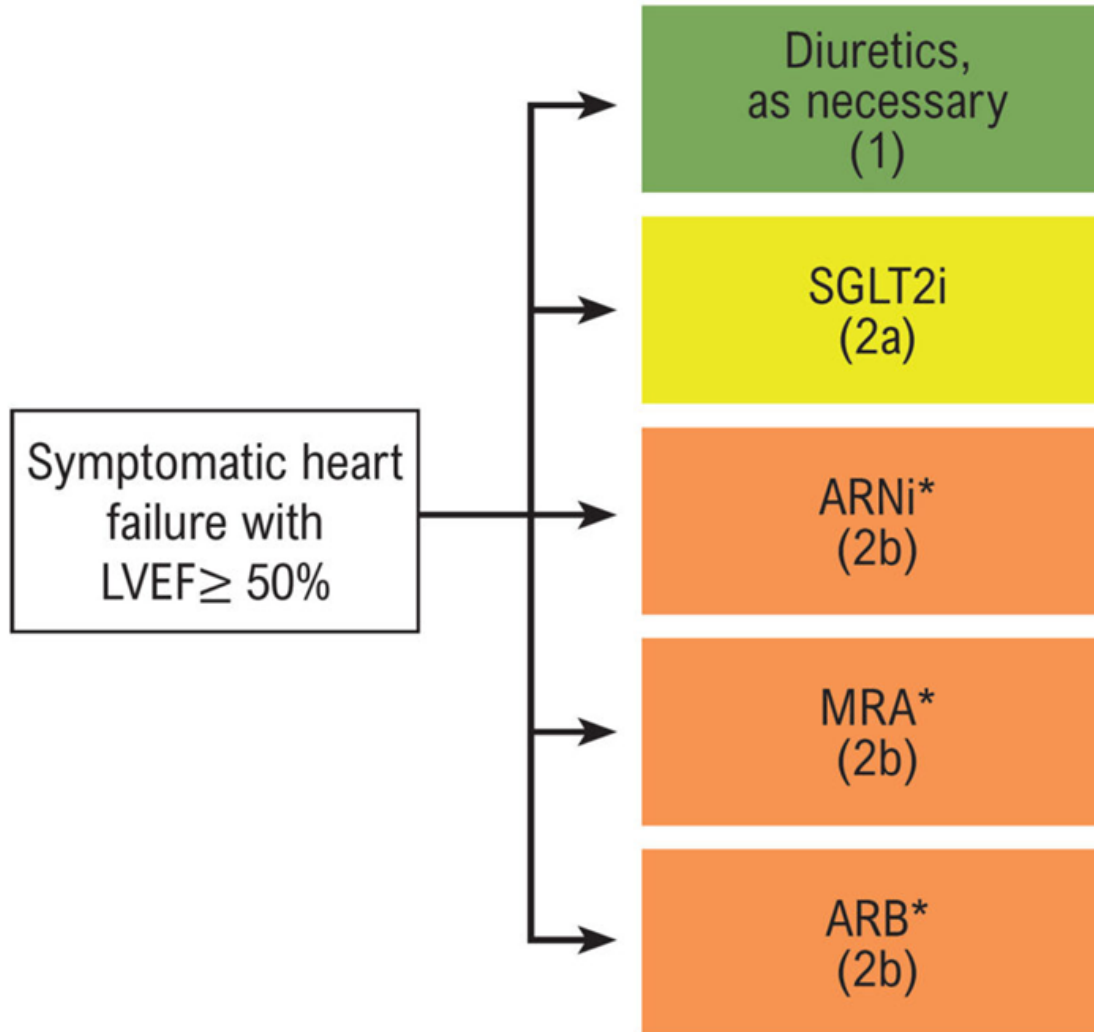 Diuretics,
as necessary
(1)
SGLT2i
(2a)
Symptomatic heart
failure with
LVEF≥ 50%
ARNi*
(2b)
MRA*
(2b)
ARB*
(2b)